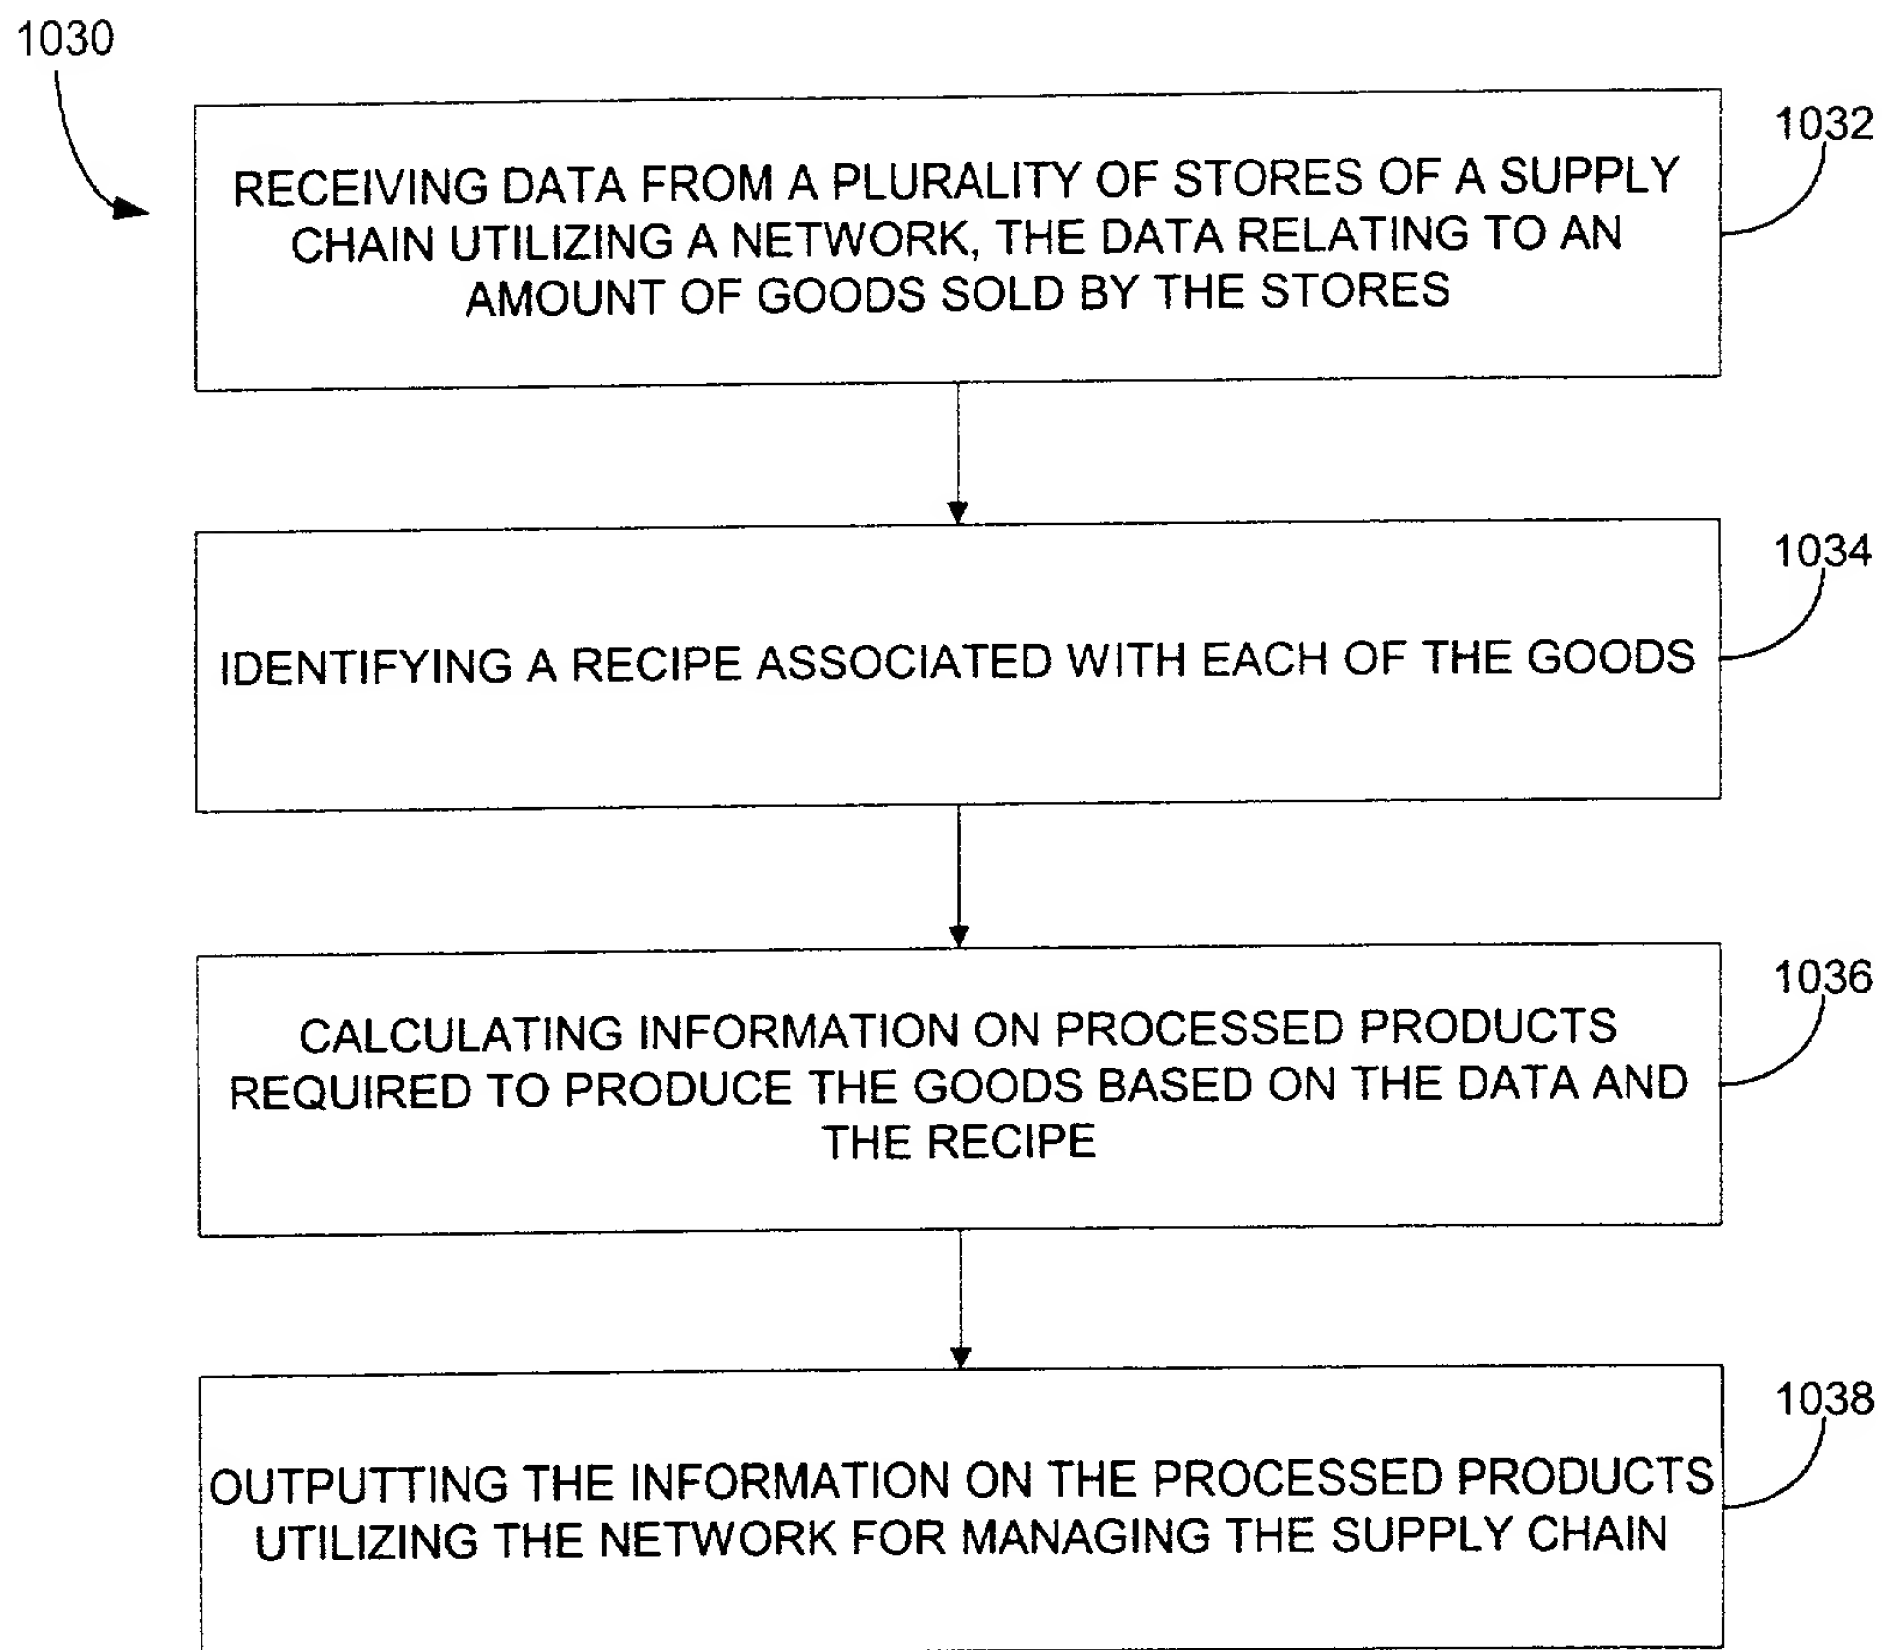 1030
1032
RECEIVING DATA FROM A PLURALITY OF STORES OF A SUPPLY
CHAIN UTILIZING A NETWORK, THE DATA RELATING TO AN
AMOUNT OF GOODS SOLD BY THE STORES
1034
IDENTIFYING A RECIPE ASSOCIATED WITH EACH OF THE GOODS
1036
CALCULATING INFORMATION ON PROCESSED PRODUCTS
REQUIRED TO PRODUCE THE GOODS BASED ON THE DATA AND
THE RECIPE
1038
OUTPUTTING THE INFORMATION ON THE PROCESSED PRODUCTS
UTILIZING THE NETWORK FOR MANAGING THE SUPPLY CHAIN